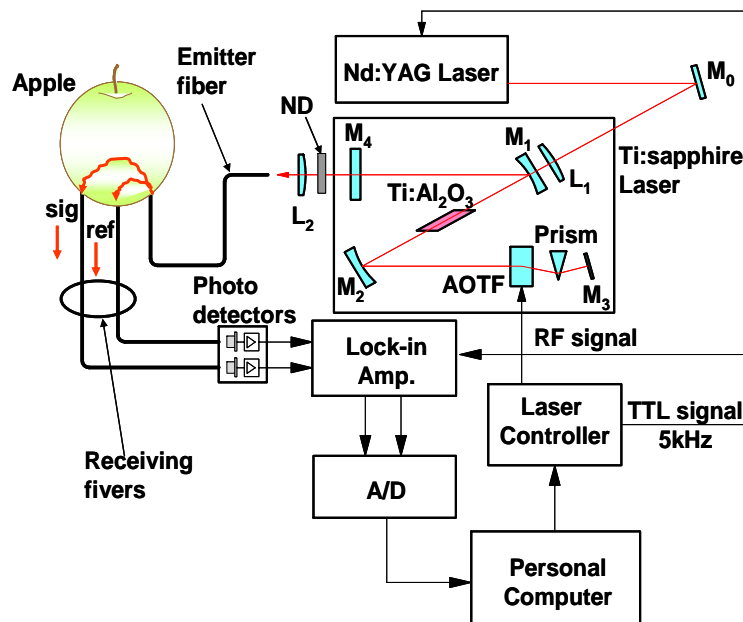 Apple
Emitter
fiber
Nd:YAG Laser
M₀
ND
M₄
M₁
L₁
Ti:sapphire
Laser
L₂
Ti:Al₂O₃
sig
ref
M₂
AOTF
Prism
M₃
Photo
detectors
RF signal
Lock-in
Amp.
Laser
Controller
TTL signal
5kHz
Receiving
fivers
A/D
Personal
Computer